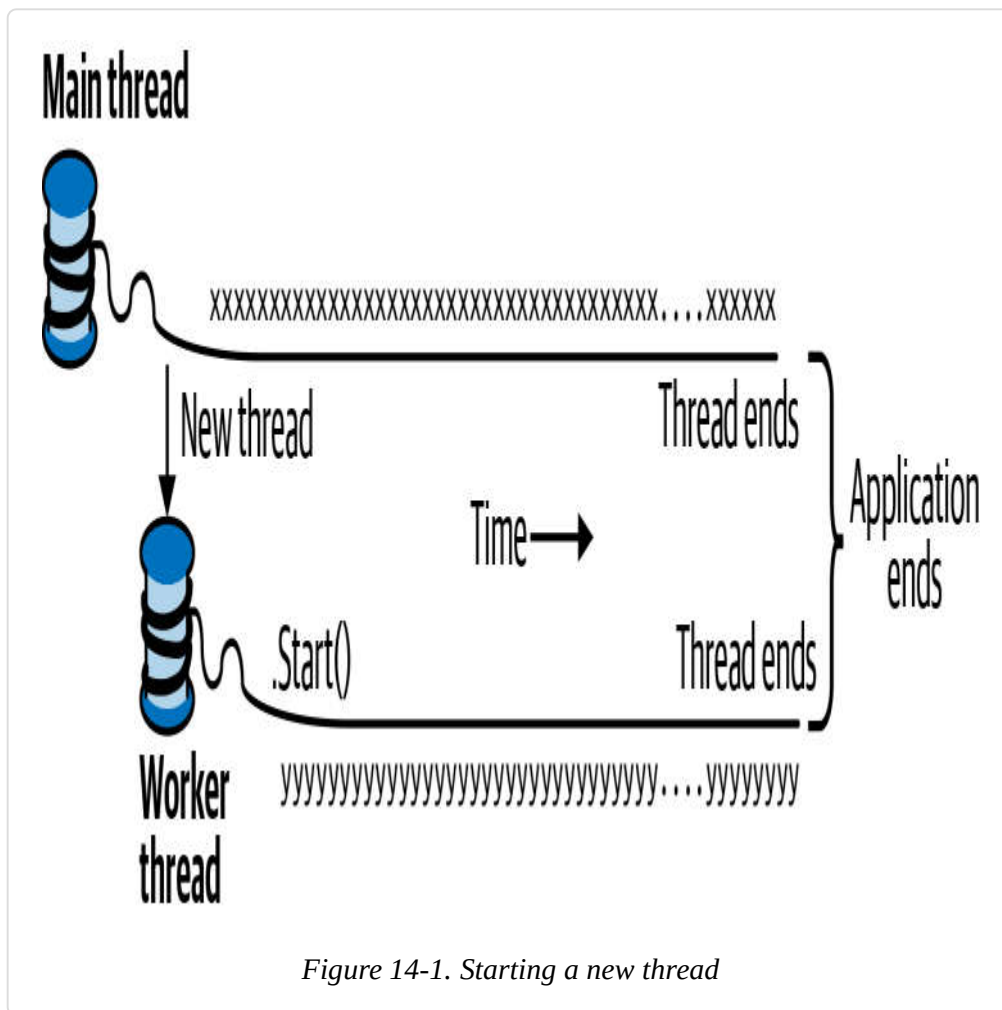 Main thread
xxxxxxxxxxxxxxxxxxxxxxxxxxxxxxxxxxxxxx....xxxxxx
New thread
Thread ends
Application
ends
Time
.Start()
Thread ends
Worker
thread
yyyyyyyyyyyyyyyyyyyyyyyyyyyyyyyy....yyyyyyyy
Figure 14-1. Starting a new thread